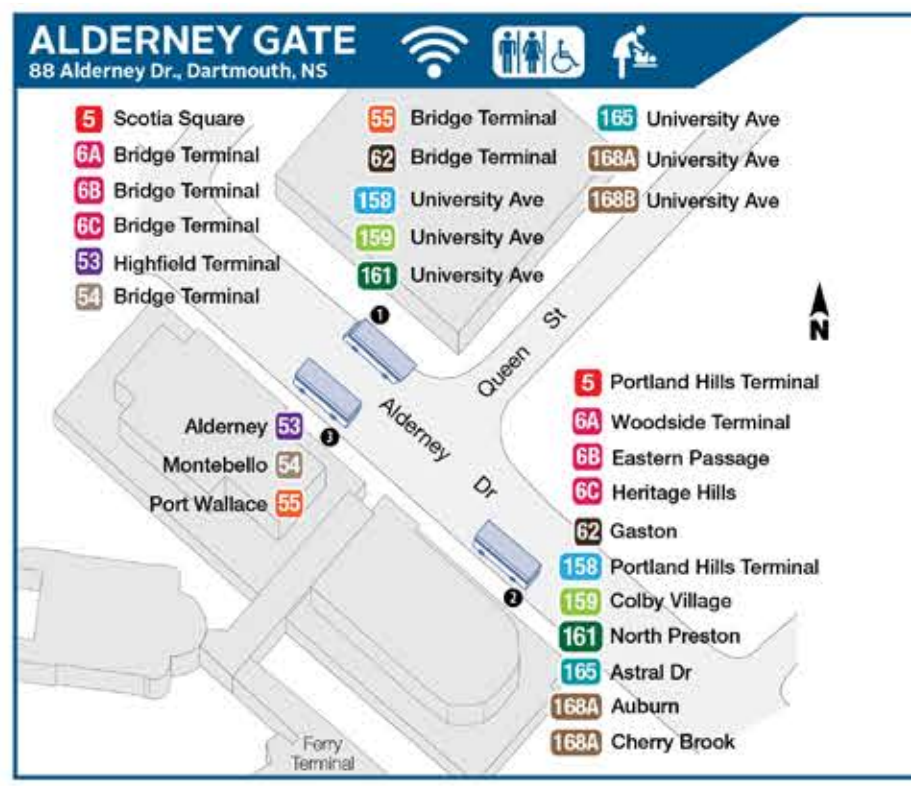 ALDERNEY GATE
88 Alderney Dr., Dartmouth, NS
5 Scotia Square
6A Bridge Terminal
6B Bridge Terminal
6C Bridge Terminal
53 Highfield Terminal
54 Bridge Terminal
55 Bridge Terminal
62 Bridge Terminal
158 University Ave
159 University Ave
161 University Ave
165 University Ave
168A University Ave
168B University Ave
N
1
Queen St
Alderney Dr
3
Alderney 53
Montebello 54
Port Wallace 55
2
5 Portland Hills Terminal
6A Woodside Terminal
6B Eastern Passage
6C Heritage Hills
62 Gaston
158 Portland Hills Terminal
159 Colby Village
161 North Preston
165 Astral Dr
168A Auburn
168A Cherry Brook
Ferry
Terminal